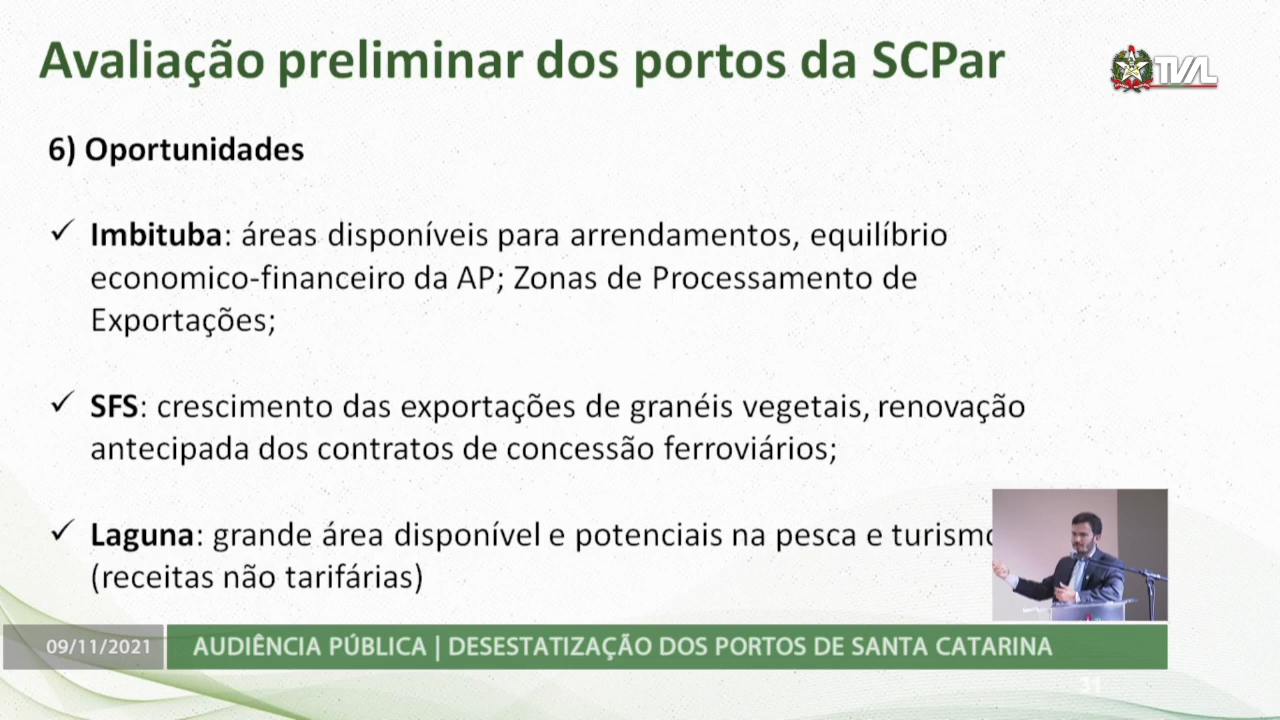 Avaliação preliminar dos portos da SCPar
TVAL
6) Oportunidades
✓ Imbituba: áreas disponíveis para arrendamentos, equilíbrio
economico-financeiro da AP; Zonas de Processamento de
Exportações;
✓ SFS: crescimento das exportações de granéis vegetais, renovação
antecipada dos contratos de concessão ferroviários;
✓ Laguna: grande área disponível e potenciais na pesca e turismo
(receitas não tarifárias)
09/11/2021 AUDIÊNCIA PÚBLICA | DESESTATIZAÇÃO DOS PORTOS DE SANTA CATARINA
31